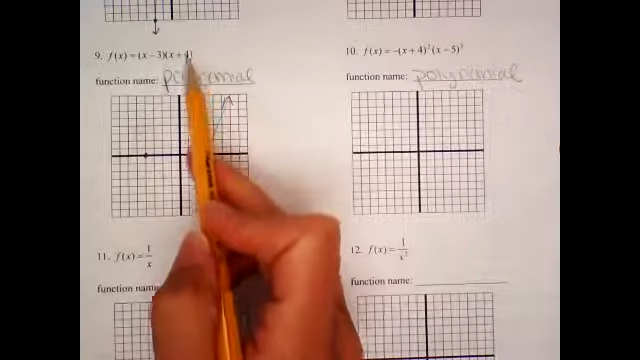 9. f(x) = (x − 3)(x + 4)
10. f(x) = −(x + 4)²(x − 5)³
function name: polynomial
function name: polynomial
11. f(x) = 1/x
12. f(x) = 1/x²
function name:
function name: